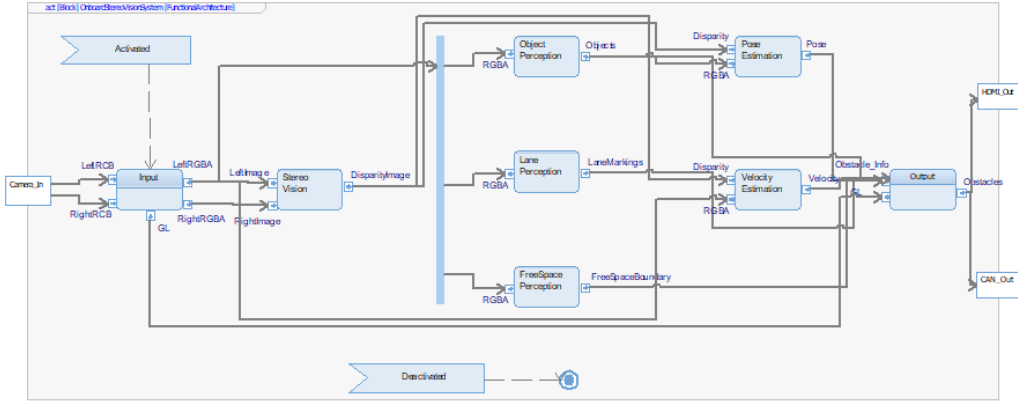 act [Block] OnboardStereoVisionSystem [FunctionalArchitecture]
Activated
Camera_In
LeftRCB
RightRCB
Input
LeftRGBA
RightRGBA
GL
LeftImage
RightImage
Stereo
Vision
DisparityImage
RGBA
Object
Perception
Objects
RGBA
Lane
Perception
LaneMarkings
RGBA
FreeSpace
Perception
FreeSpaceBoundary
Disparity
RGBA
Pose
Estimation
Pose
Disparity
RGBA
Velocity
Estimation
Velocity
Obstacle_Info
GL
Output
Obstacles
HDMI_Out
CAN_Out
Deactivated